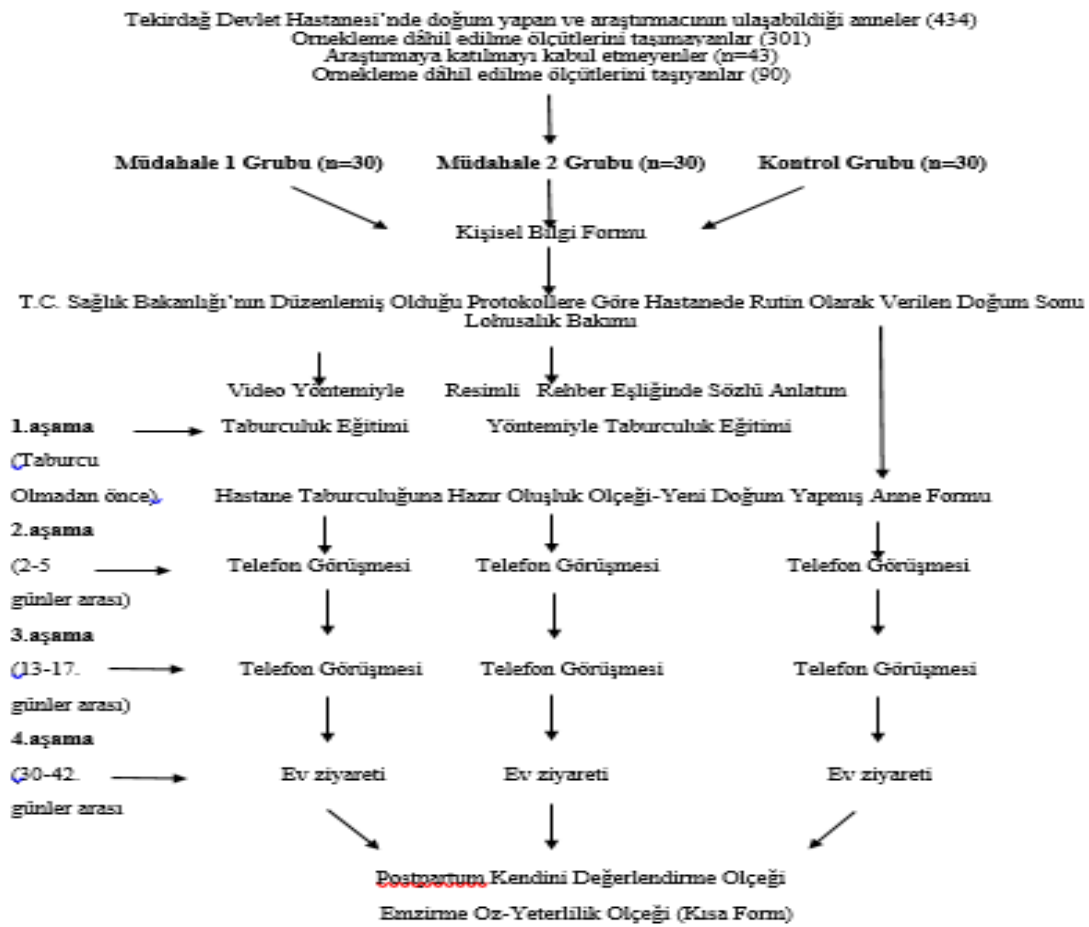 Tekirdağ Devlet Hastanesi’nde doğum yapan ve araştırmacının ulaşabildiği anneler (434)
Ornekleme dâhil edilme ölçütlerini taşımayanlar (301)
Araştırmaya katılmayı kabul etmeyenler (n=43)
Ornekleme dâhil edilme ölçütlerini taşıyanlar (90)
Müdahale 1 Grubu (n=30) Müdahale 2 Grubu (n=30) Kontrol Grubu (n=30)
Kişisel Bilgi Formu
T.C. Sağlık Bakanlığı’nın Düzenlemiş Olduğu Protokollere Göre Hastanede Rutin Olarak Verilen Doğum Sonu
Lohusalık Bakımı
Video Yöntemiyle Resimli Rehber Eşliğinde Sözlü Anlatım
1.aşama Taburculuk Eğitimi Yöntemiyle Taburculuk Eğitimi
(Taburcu
Olmadan önce) Hastane Taburculuğuna Hazır Oluşluk Olçeği-Yeni Doğum Yapmış Anne Formu
2.aşama
(2-5 Telefon Görüşmesi Telefon Görüşmesi Telefon Görüşmesi
günler arası)
3.aşama
(13-17. Telefon Görüşmesi Telefon Görüşmesi Telefon Görüşmesi
günler arası)
4.aşama
(30-42. Ev ziyareti Ev ziyareti Ev ziyareti
günler arası
Postpartum Kendini Değerlendirme Olçeği
Emzirme Oz-Yeterlilik Olçeği (Kısa Form)